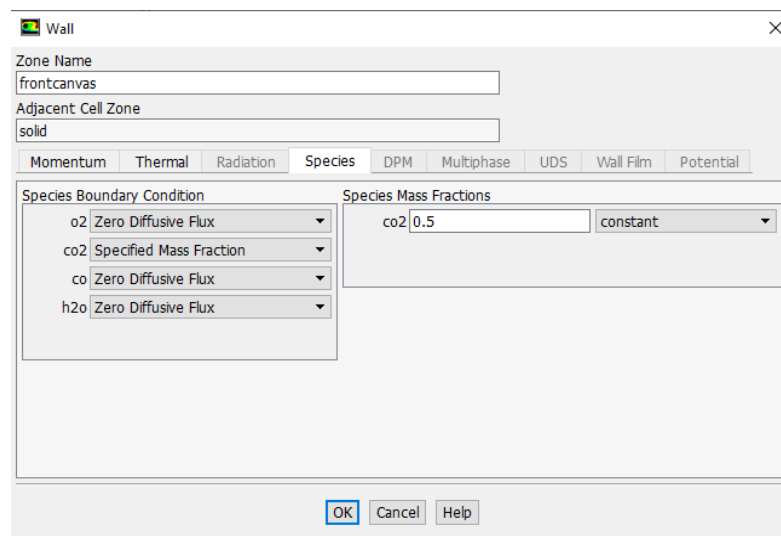 Wall
Zone Name
frontcanvas
Adjacent Cell Zone
solid
Momentum Thermal Radiation Species DPM Multiphase UDS Wall Film Potential
Species Boundary Condition
o2 Zero Diffusive Flux
co2 Specified Mass Fraction
co Zero Diffusive Flux
h2o Zero Diffusive Flux
Species Mass Fractions
co2 0.5 constant
OK Cancel Help